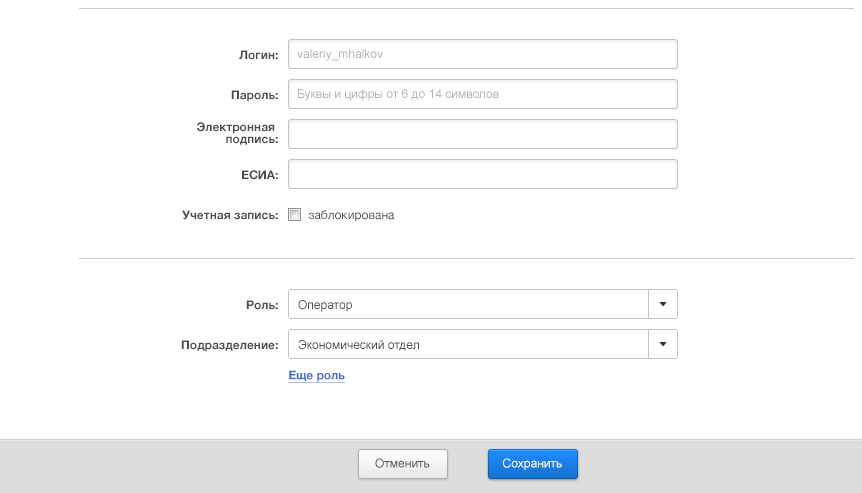 Логин: valeriy_mhalkov
Пароль: Буквы и цифры от 6 до 14 символов
Электронная
подпись:
ЕСИА:
Учетная запись: заблокирована
Роль: Оператор
Подразделение: Экономический отдел
Еще роль
Отменить Сохранить